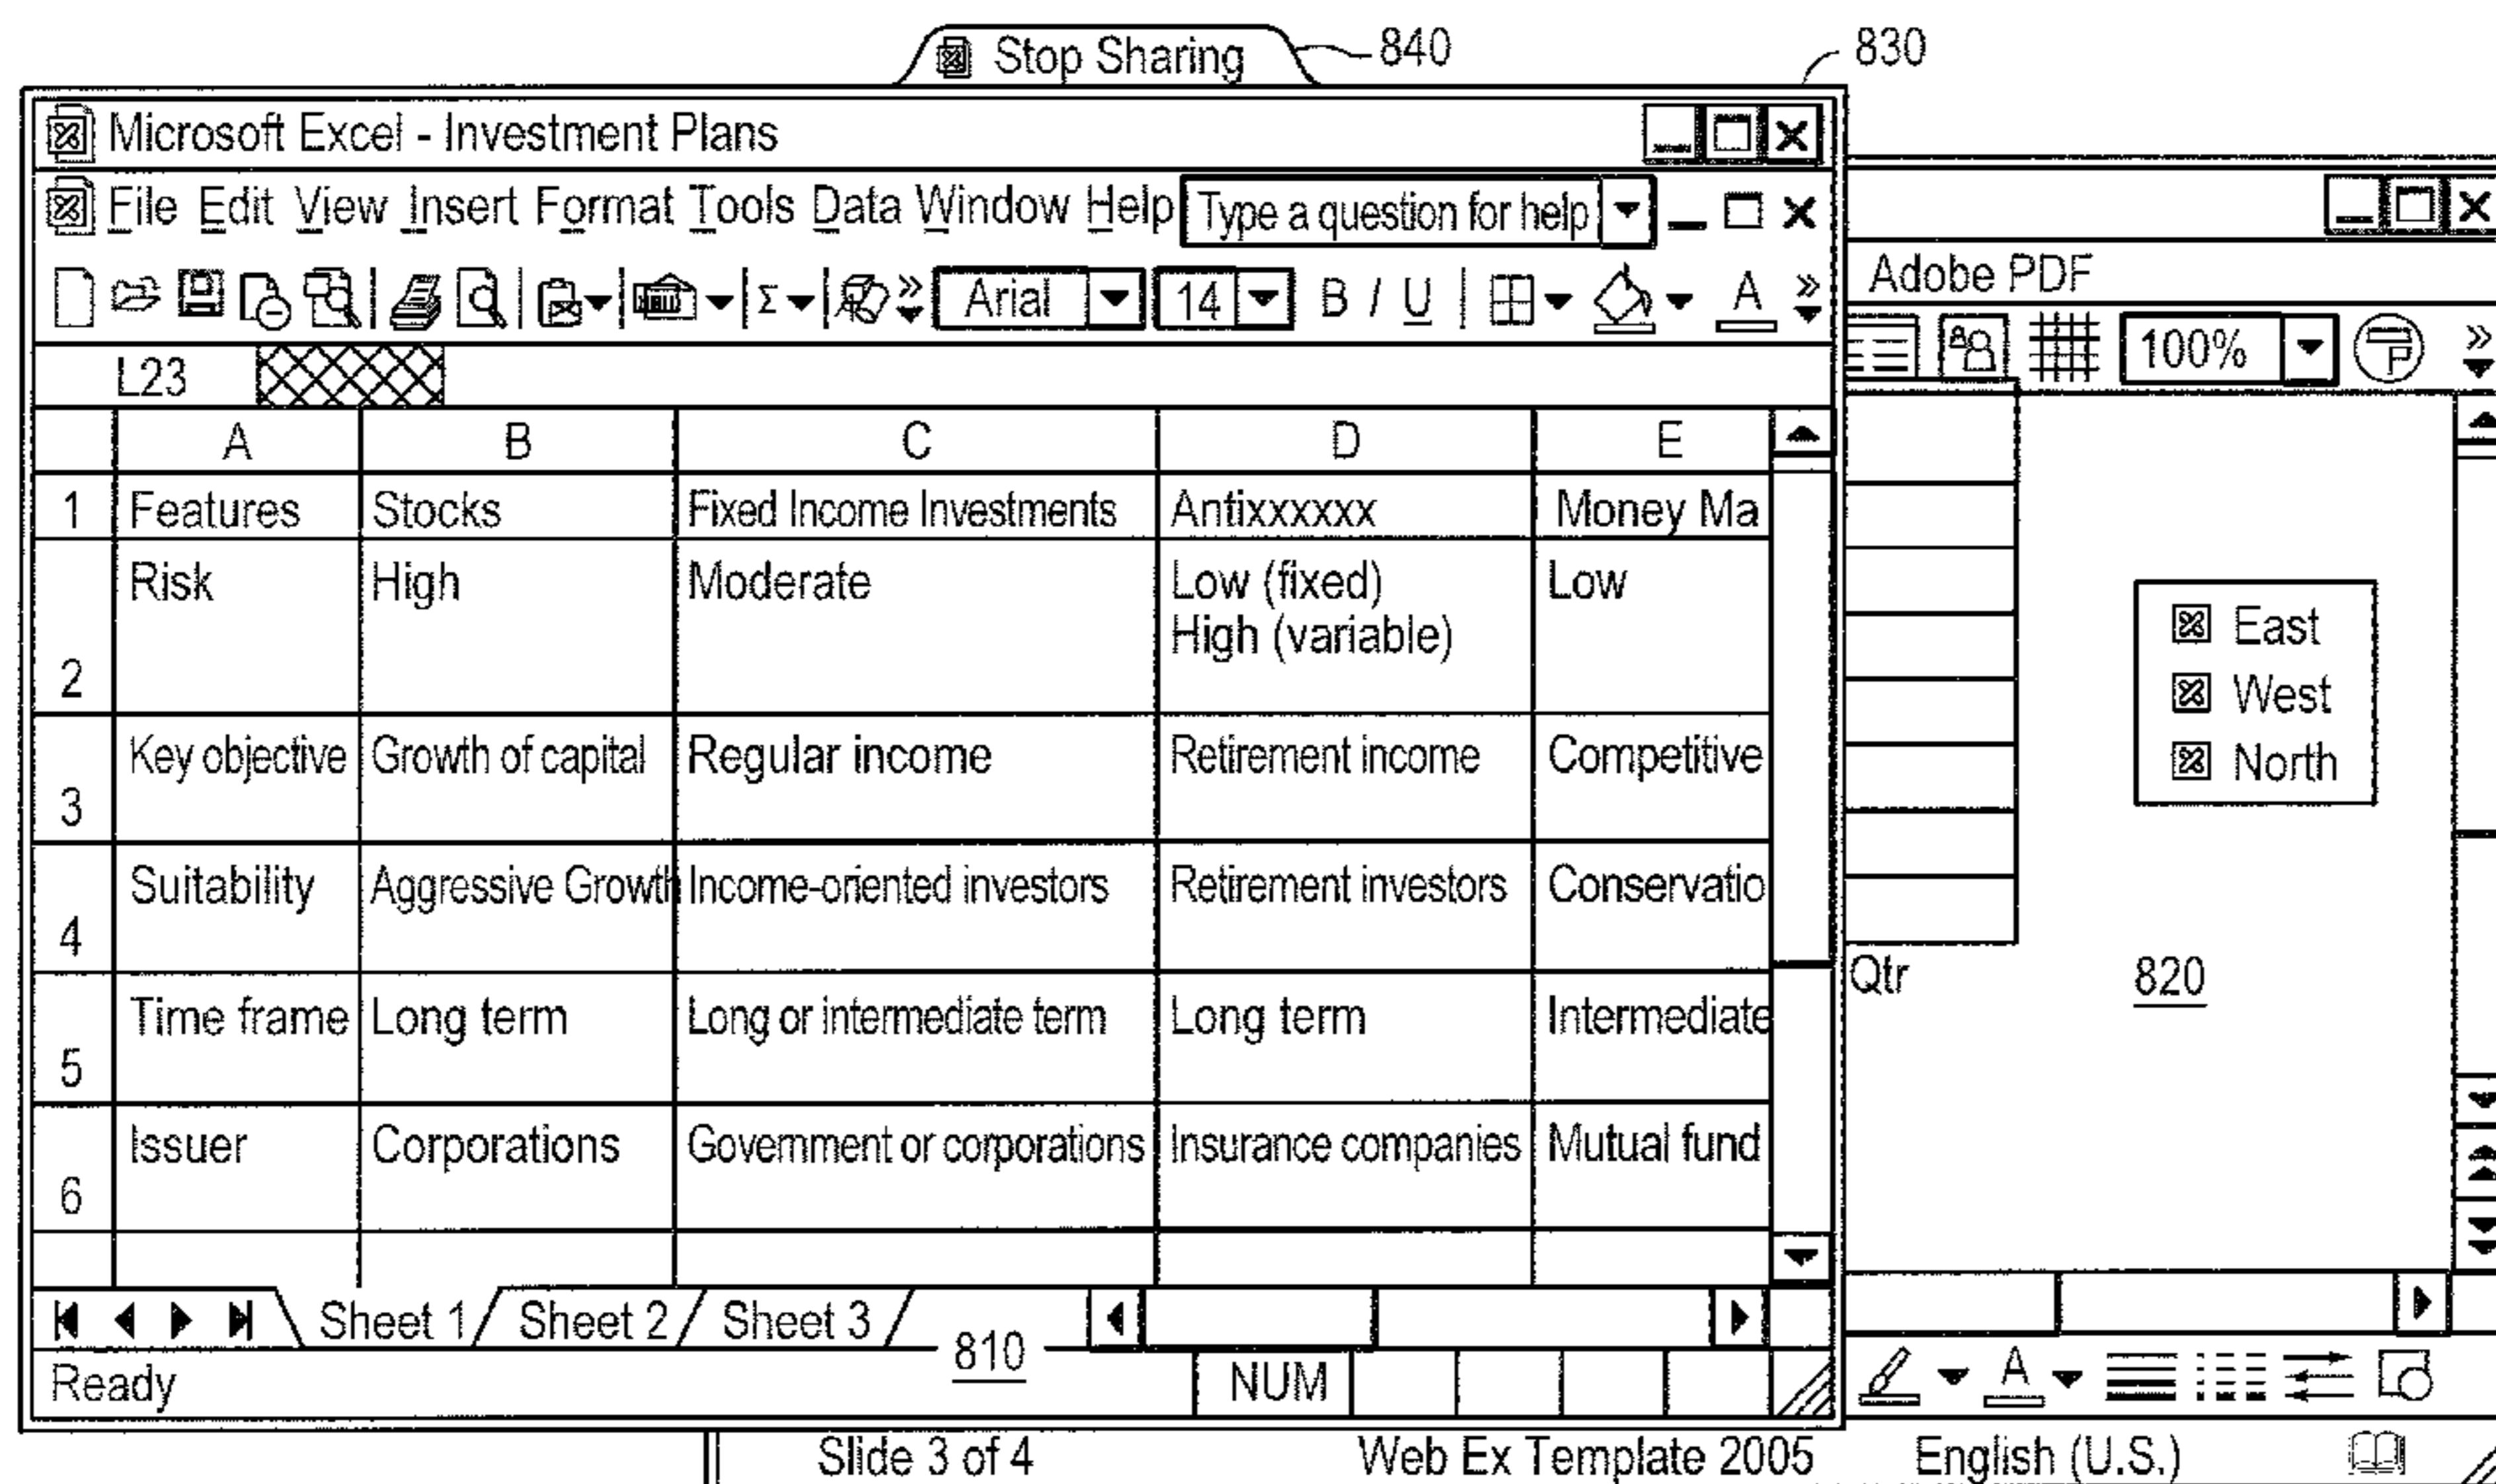 Stop Sharing 840
830
Microsoft Excel - Investment Plans
File Edit View Insert Format Tools Data Window Help Type a question for help
Adobe PDF
Arial 14 B I U A
100%
L23
A B C D E
1 Features Stocks Fixed Income Investments Antixxxxxx Money Ma
2 Risk High Moderate Low (fixed) Low
High (variable)
3 Key objective Growth of capital Regular income Retirement income Competitive
4 Suitability Aggressive Growth Income-oriented investors Retirement investors Conservatio
5 Time frame Long term Long or intermediate term Long term Intermediate
6 Issuer Corporations Government or corporations Insurance companies Mutual fund
East
West
North
Qtr
820
Sheet 1 Sheet 2 Sheet 3
810
Ready NUM
A
Slide 3 of 4 Web Ex Template 2005 English (U.S.)